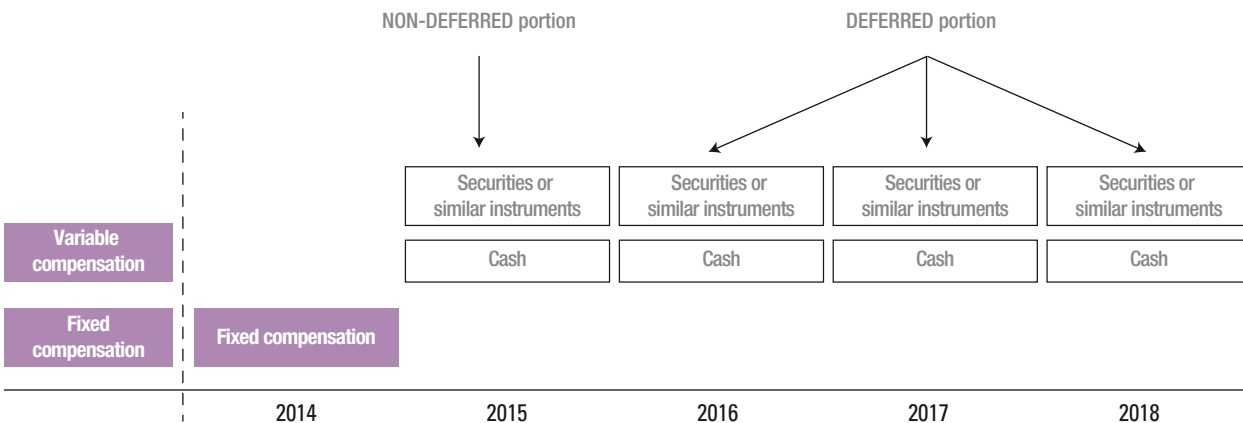 NON-DEFERRED portion
DEFERRED portion
Securities or
similar instruments
Securities or
similar instruments
Securities or
similar instruments
Securities or
similar instruments
Variable
compensation
Cash
Cash
Cash
Cash
Fixed
compensation
Fixed compensation
2014
2015
2016
2017
2018